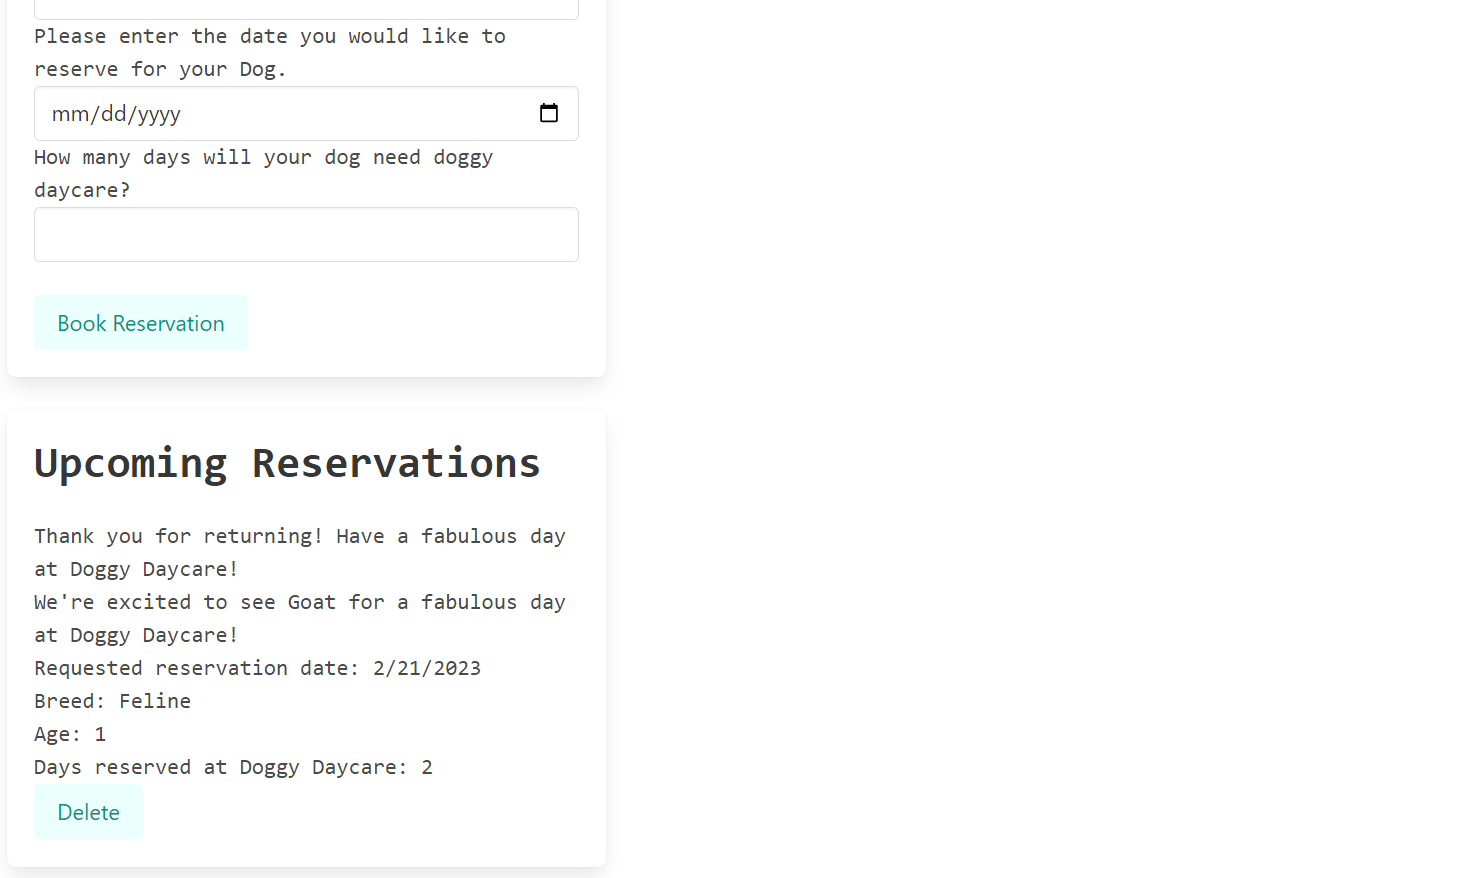 Please enter the date you would like to
reserve for your Dog.
mm/dd/yyyy
How many days will your dog need doggy
daycare?
Book Reservation
Upcoming Reservations
Thank you for returning! Have a fabulous day
at Doggy Daycare!
We're excited to see Goat for a fabulous day
at Doggy Daycare!
Requested reservation date: 2/21/2023
Breed: Feline
Age: 1
Days reserved at Doggy Daycare: 2
Delete